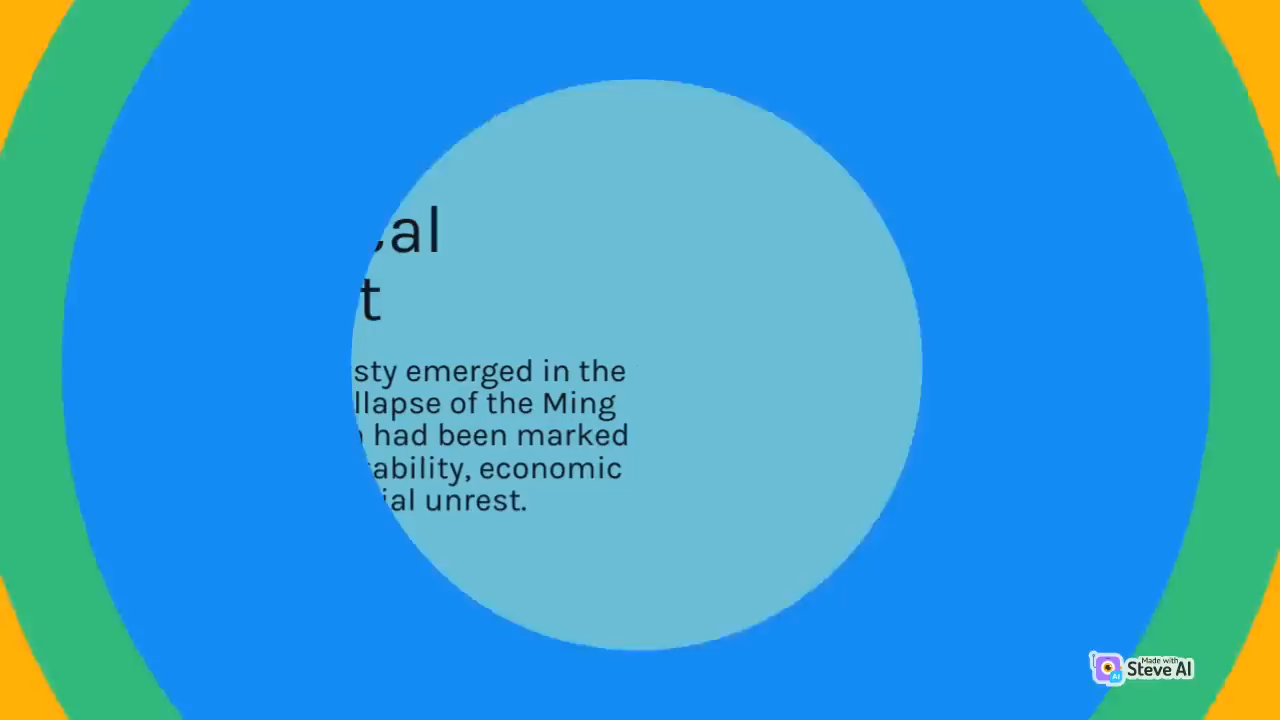 cal
t
sty emerged in the
llapse of the Ming
had been marked
ability, economic
ial unrest.
Made with
Steve AI
AI